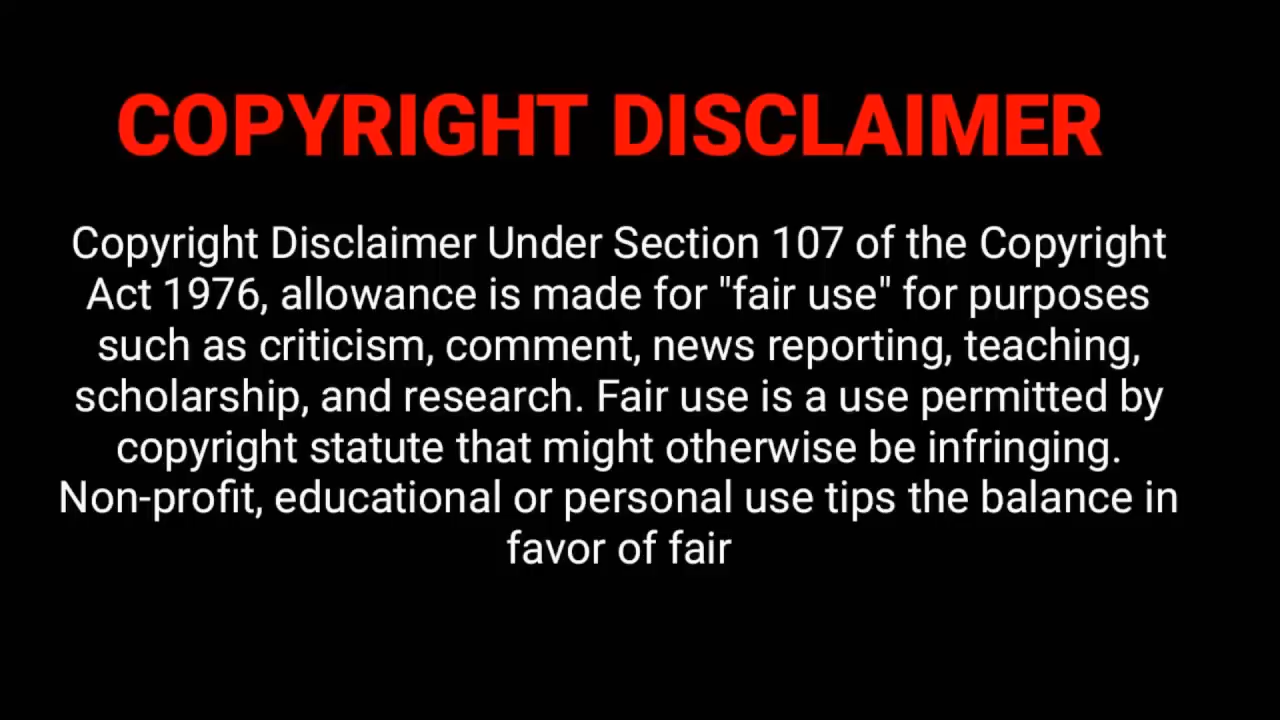 COPYRIGHT DISCLAIMER
Copyright Disclaimer Under Section 107 of the Copyright
Act 1976, allowance is made for "fair use" for purposes
such as criticism, comment, news reporting, teaching,
scholarship, and research. Fair use is a use permitted by
copyright statute that might otherwise be infringing.
Non-profit, educational or personal use tips the balance in
favor of fair